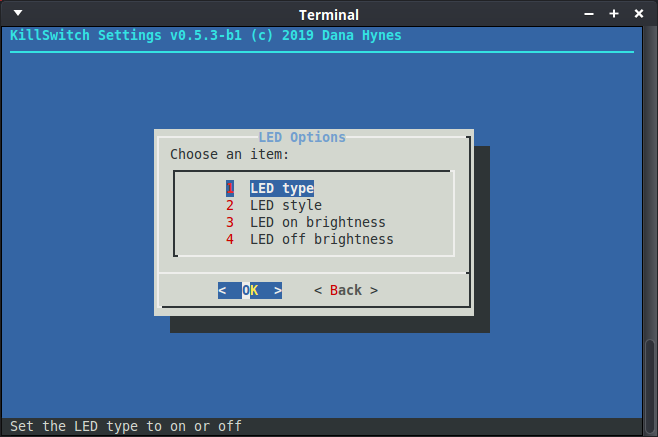 Terminal
KillSwitch Settings v0.5.3-b1 (c) 2019 Dana Hynes
LED Options
Choose an item:
1 LED type
2 LED style
3 LED on brightness
4 LED off brightness
< OK > < Back >
Set the LED type to on or off